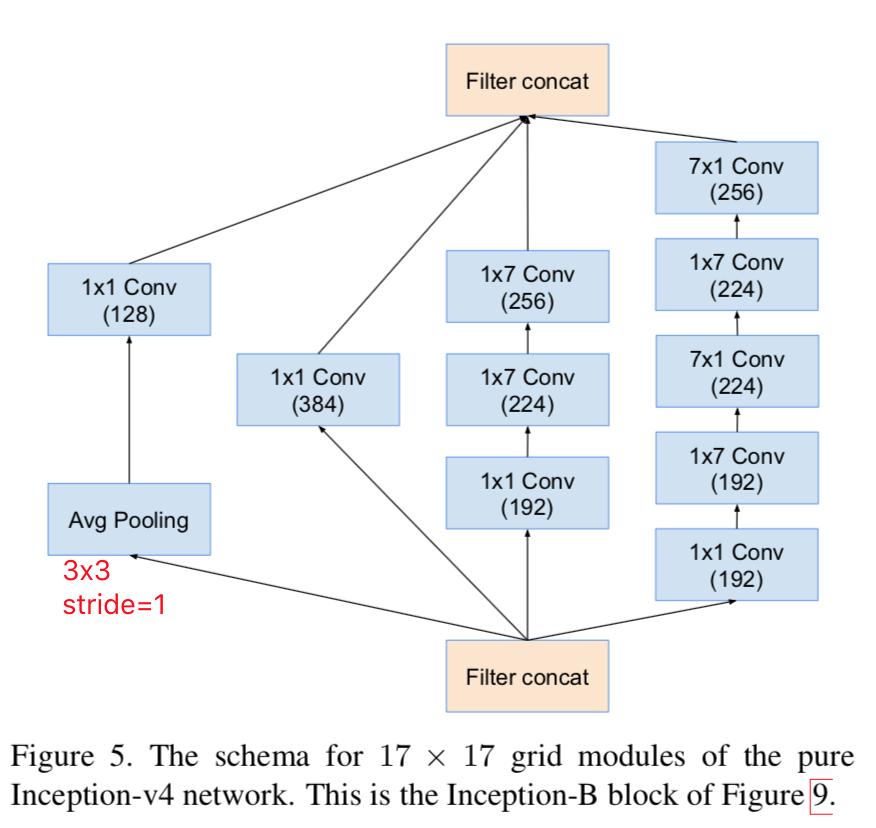 Filter concat
7x1 Conv
(256)
1x7 Conv
(224)
7x1 Conv
(224)
1x7 Conv
(192)
1x1 Conv
(192)
1x7 Conv
(256)
1x7 Conv
(224)
1x1 Conv
(192)
1x1 Conv
(384)
1x1 Conv
(128)
Avg Pooling
3x3
stride=1
Filter concat
Figure 5. The schema for 17 × 17 grid modules of the pure
Inception-v4 network. This is the Inception-B block of Figure 9.